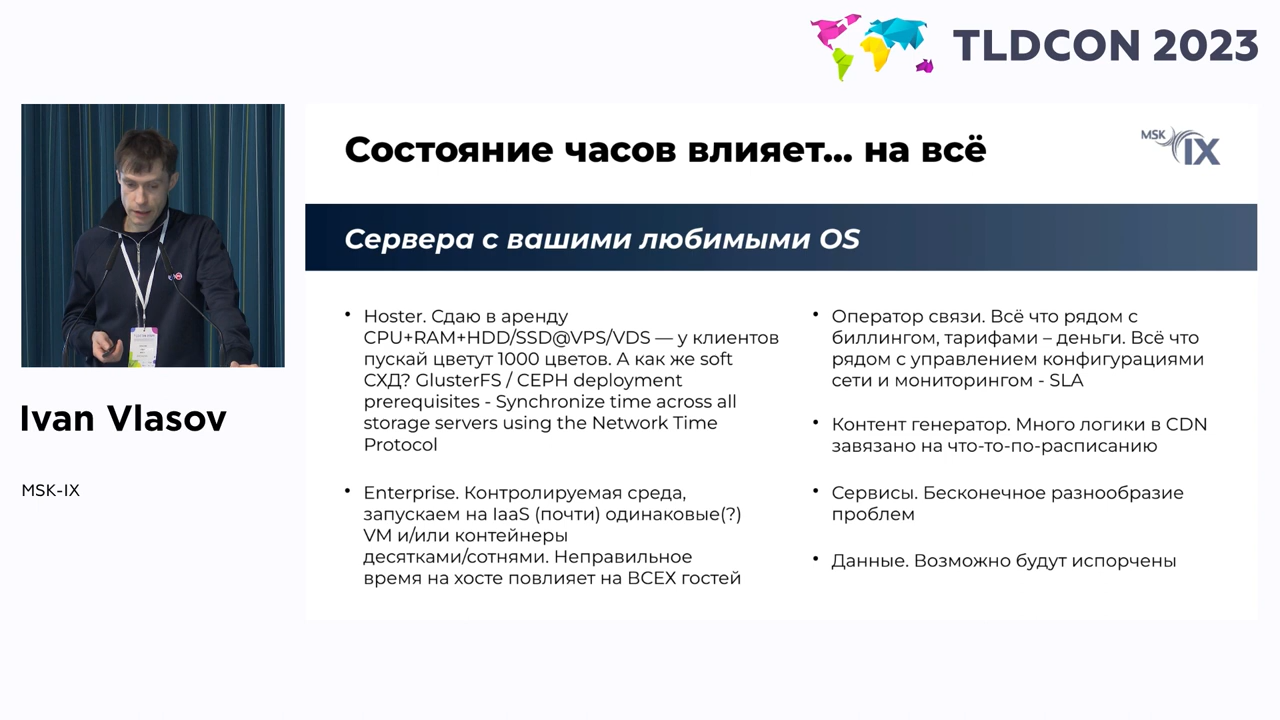 TLDCON 2023
Состояние часов влияет... на всё
MSK
IX
Сервера с вашими любимыми OS
• Hoster. Сдаю в аренду
CPU+RAM+HDD/SSD@VPS/VDS — у клиентов
пускай цветут 1000 цветов. А как же soft
СХД? GlusterFS / CEPH deployment
prerequisites - Synchronize time across all
storage servers using the Network Time
Protocol
• Enterprise. Контролируемая среда,
запускаем на IaaS (почти) одинаковые(?)
VM и/или контейнеры
десятками/сотнями. Неправильное
время на хосте повлияет на ВСЕХ гостей
• Оператор связи. Всё что рядом с
биллингом, тарифами – деньги. Всё что
рядом с управлением конфигурациями
сети и мониторингом - SLA
• Контент генератор. Много логики в CDN
завязано на что-то-по-расписанию
• Сервисы. Бесконечное разнообразие
проблем
• Данные. Возможно будут испорчены
Ivan Vlasov
MSK-IX